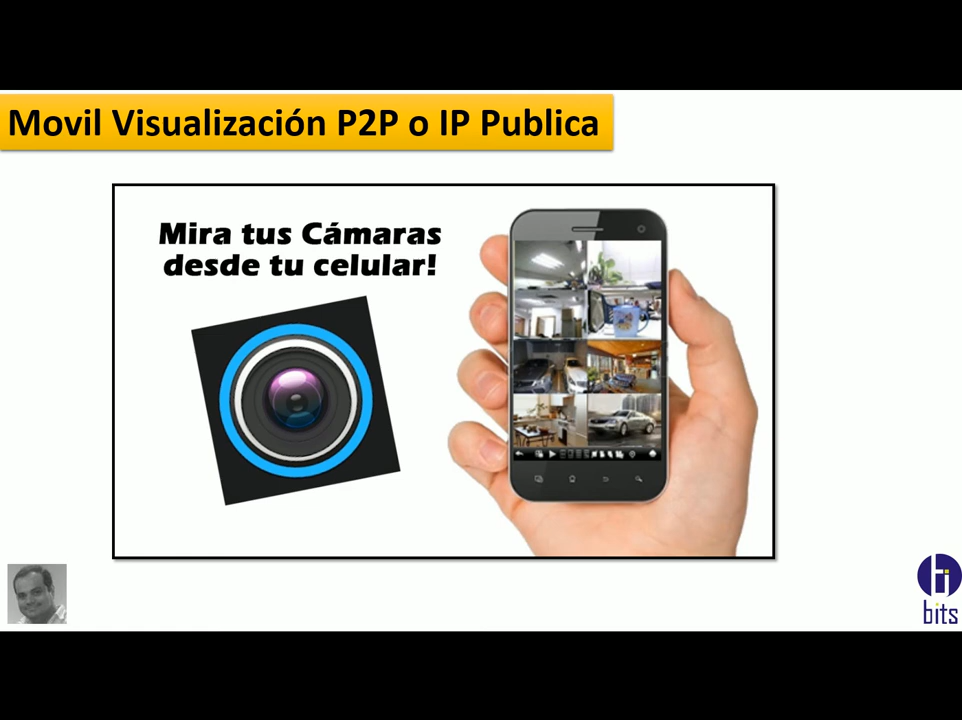 Movil Visualización P2P o IP Publica
Mira tus Cámaras
desde tu celular!
bits